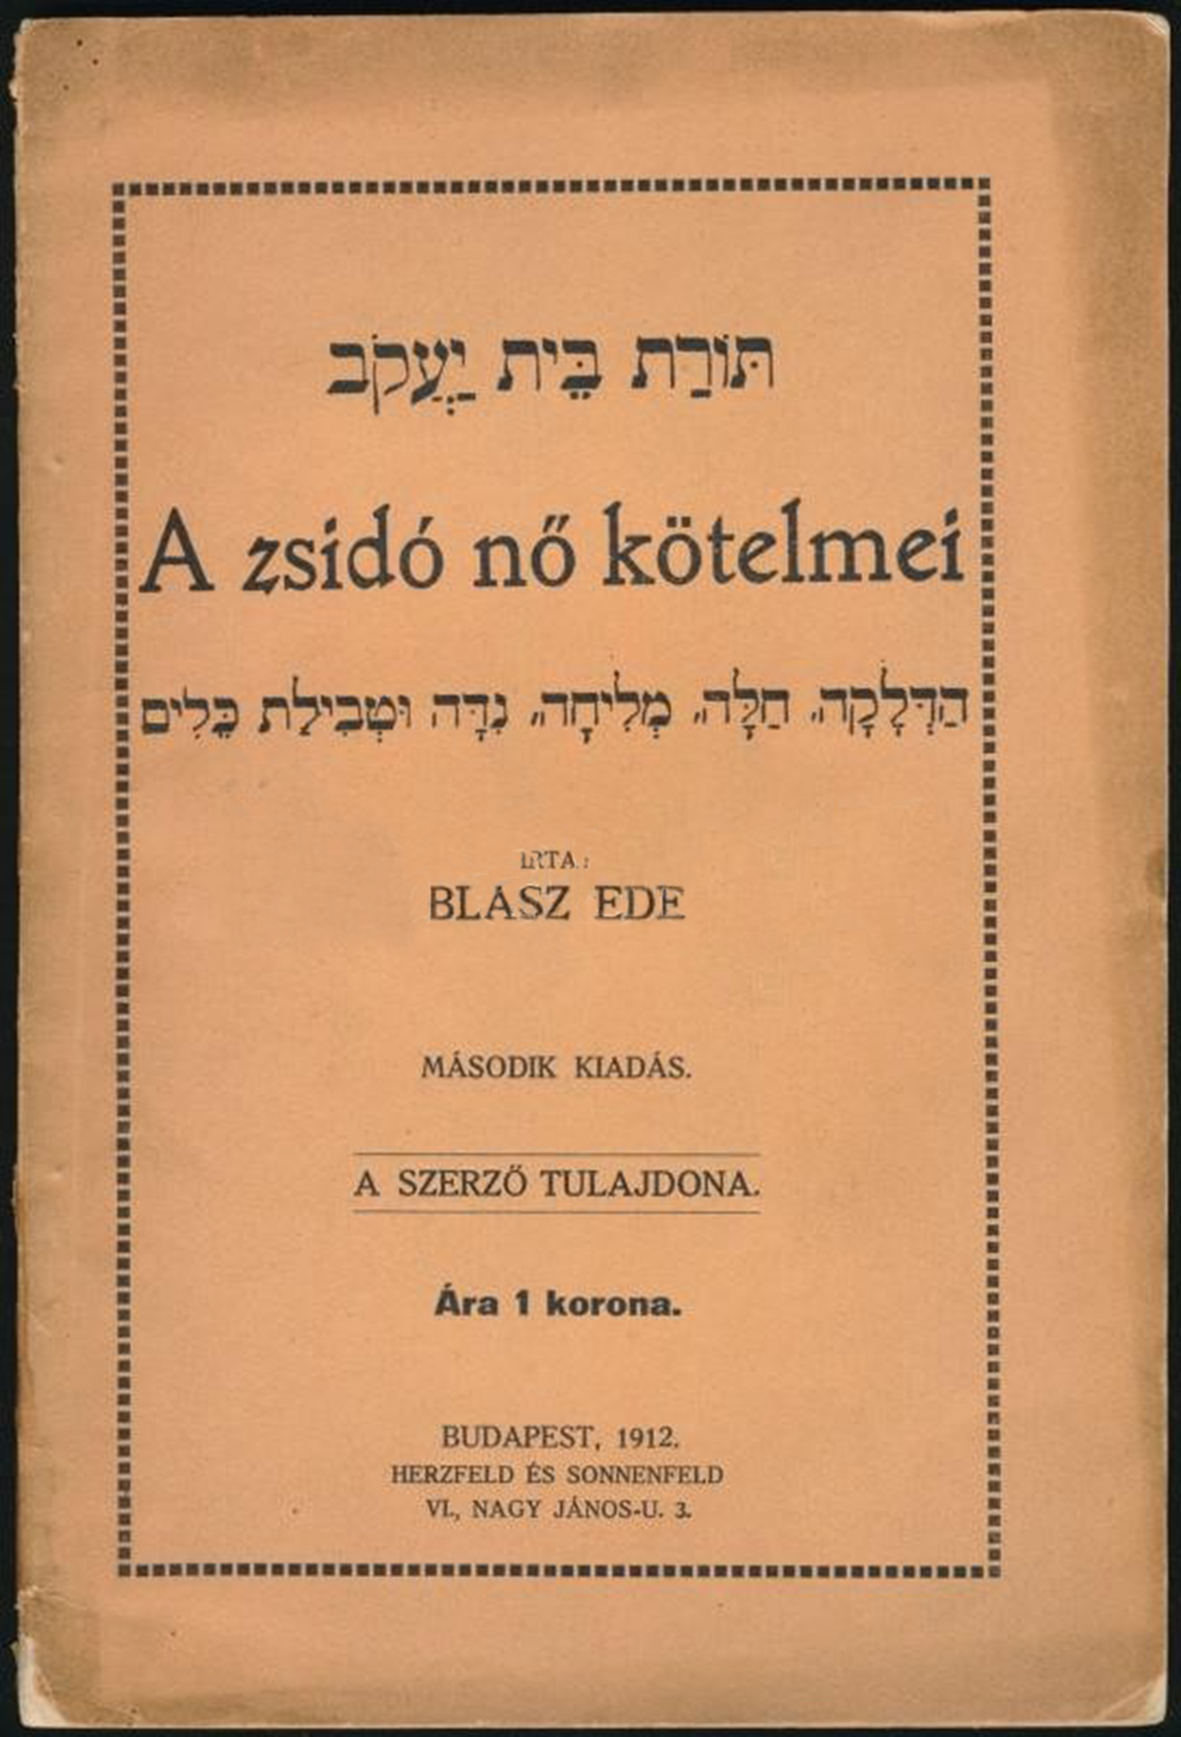 תּוֹרַת בֵּית יַעֲקֹב
A zsidó nő kötelmei
הַדְלָקָה, חַלָּה, מְלִיחָה, נִדָּה וּטְבִילַת כֵּלִים
IRTA:
BLASZ EDE
MÁSODIK KIADÁS.
A SZERZŐ TULAJDONA.
Ára 1 korona.
BUDAPEST, 1912.
HERZFELD ÉS SONNENFELD
VI., NAGY JÁNOS-U. 3.